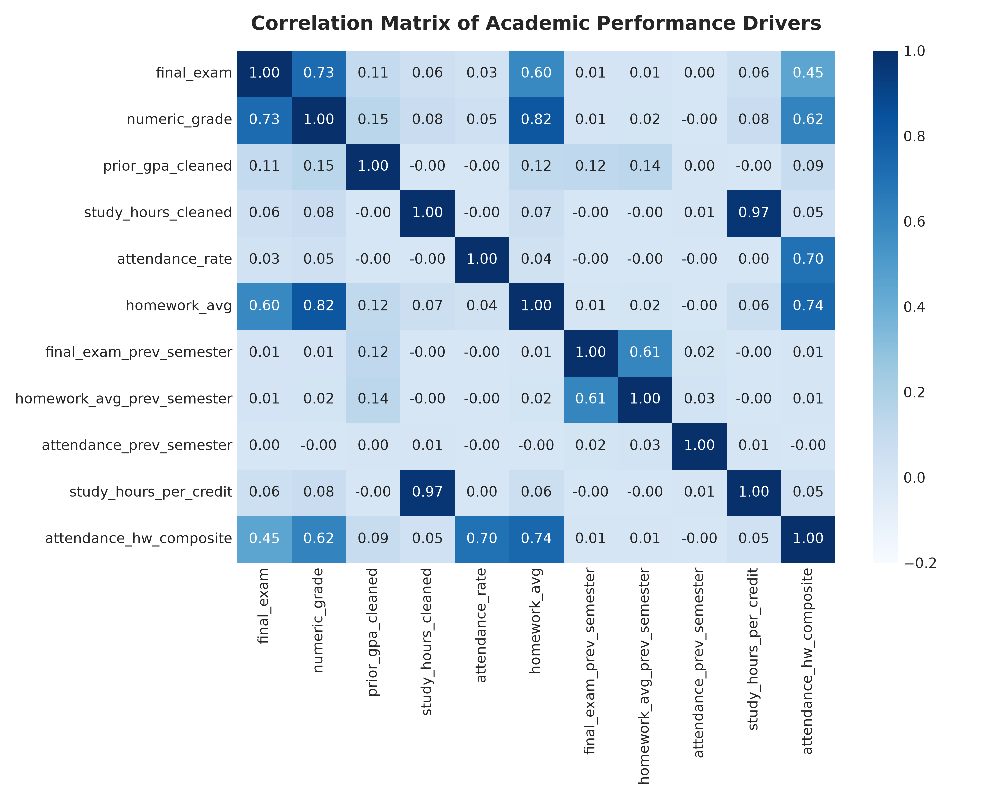 Correlation Matrix of Academic Performance Drivers
final_exam 1.00 0.73 0.11 0.06 0.03 0.60 0.01 0.01 0.00 0.06 0.45
numeric_grade 0.73 1.00 0.15 0.08 0.05 0.82 0.01 0.02 -0.00 0.08 0.62
prior_gpa_cleaned 0.11 0.15 1.00 -0.00 -0.00 0.12 0.12 0.14 0.00 -0.00 0.09
study_hours_cleaned 0.06 0.08 -0.00 1.00 -0.00 0.07 -0.00 -0.00 0.01 0.97 0.05
attendance_rate 0.03 0.05 -0.00 -0.00 1.00 0.04 -0.00 -0.00 -0.00 0.00 0.70
homework_avg 0.60 0.82 0.12 0.07 0.04 1.00 0.01 0.02 -0.00 0.06 0.74
final_exam_prev_semester 0.01 0.01 0.12 -0.00 -0.00 0.01 1.00 0.61 0.02 -0.00 0.01
homework_avg_prev_semester 0.01 0.02 0.14 -0.00 -0.00 0.02 0.61 1.00 0.03 -0.00 0.01
attendance_prev_semester 0.00 -0.00 0.00 0.01 -0.00 -0.00 0.02 0.03 1.00 0.01 -0.00
study_hours_per_credit 0.06 0.08 -0.00 0.97 0.00 0.06 -0.00 -0.00 0.01 1.00 0.05
attendance_hw_composite 0.45 0.62 0.09 0.05 0.70 0.74 0.01 0.01 -0.00 0.05 1.00
final_exam
numeric_grade
prior_gpa_cleaned
study_hours_cleaned
attendance_rate
homework_avg
final_exam_prev_semester
homework_avg_prev_semester
attendance_prev_semester
study_hours_per_credit
attendance_hw_composite
1.0
0.8
0.6
0.4
0.2
0.0
−0.2